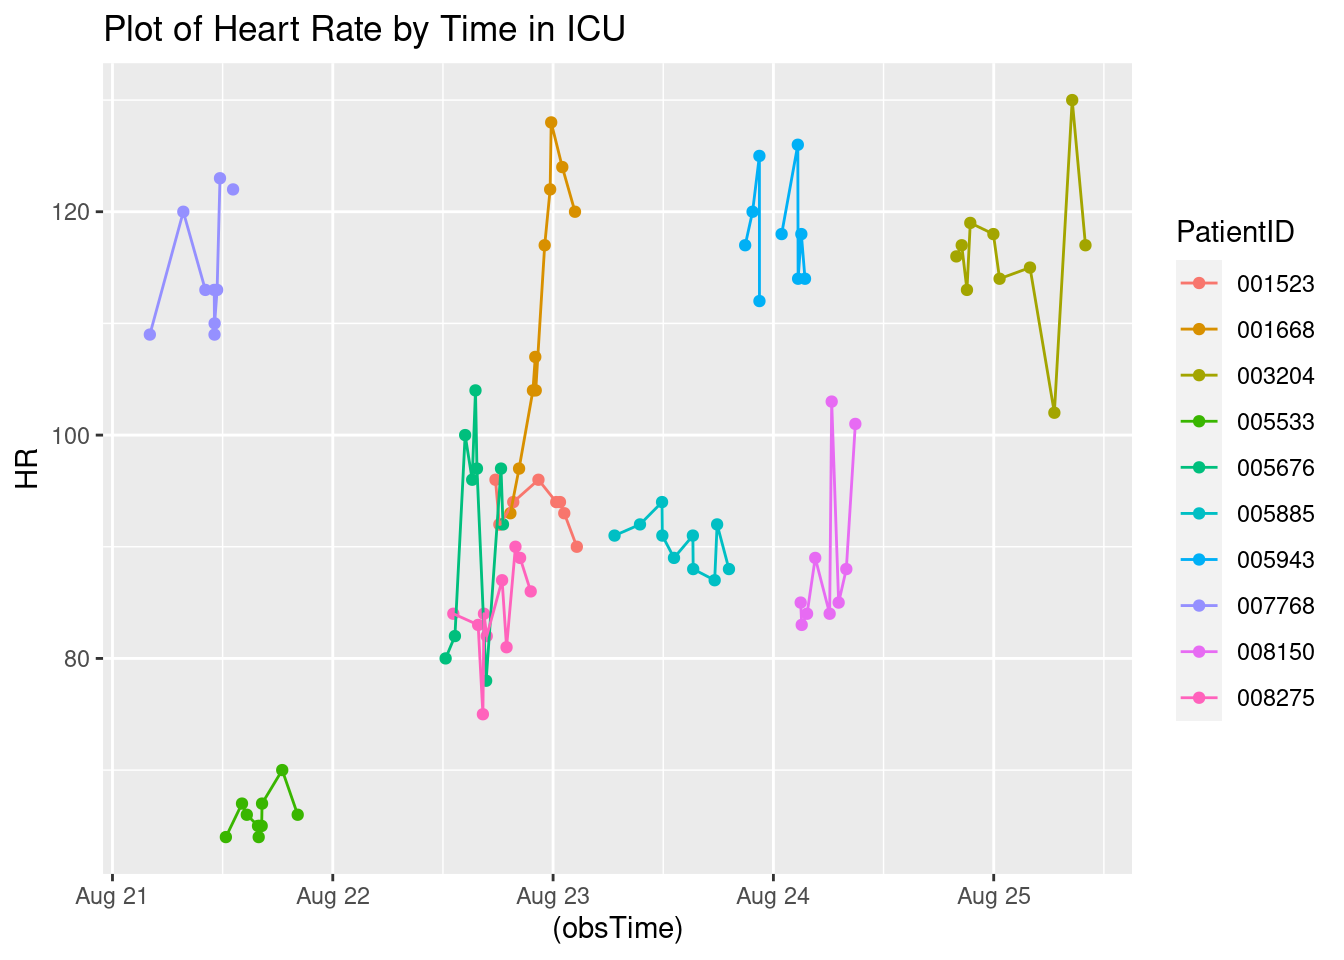 Plot of Heart Rate by Time in ICU
HR
120
100
80
Aug 21
Aug 22
Aug 23
Aug 24
Aug 25
(obsTime)
PatientID
001523
001668
003204
005533
005676
005885
005943
007768
008150
008275